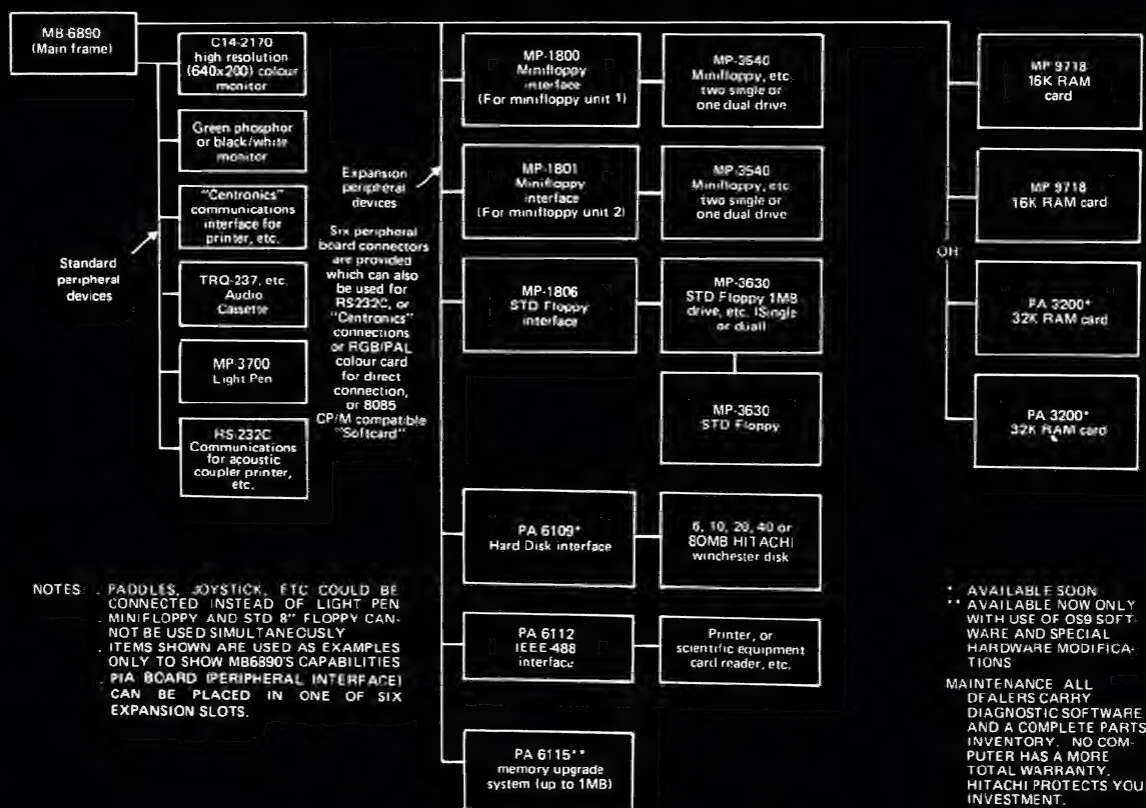 MB-6890
(Main frame)
C14-2170
high resolution
(640x200) colour
monitor
Green phosphor
or black/white
monitor
"Centronics"
communications
interface for
printer, etc.
TRQ-237, etc.
Audio
Cassette
MP-3700
Light Pen
RS-232C
Communications
for acoustic
coupler printer,
etc.
Standard
peripheral
devices
Expansion
peripheral
devices
Six peripheral
board connectors
are provided
which can also
be used for
RS232C, or
"Centronics"
connections
or RGB/PAL
colour card
for direct
connection,
or 8085
CP/M compatible
"Softcard"
MP-1800
Minifloppy
interface
(For minifloppy unit 1)
MP-3540
Minifloppy, etc.
two single or
one dual drive
MP-1801
Minifloppy
interface
(For minifloppy unit 2)
MP-3540
Minifloppy, etc
two single or
one dual drive
MP-1806
STD Floppy
interface
MP-3630
STD Floppy 1MB
drive, etc. (Single
or dual)
MP-3630
STD Floppy
PA 6109*
Hard Disk interface
6, 10, 20, 40 or
80MB HITACHI
winchester disk
PA 6112
IEEE-488
interface
Printer, or
scientific equipment
card reader, etc.
PA 6115**
memory upgrade
system (up to 1MB)
OR
MP 9718
16K RAM
card
MP 9718
16K RAM card
PA 3200*
32K RAM card
PA 3200*
32K RAM card
NOTES: . PADDLES, JOYSTICK, ETC COULD BE
CONNECTED INSTEAD OF LIGHT PEN
. MINIFLOPPY AND STD 8" FLOPPY CAN-
NOT BE USED SIMULTANEOUSLY
. ITEMS SHOWN ARE USED AS EXAMPLES
ONLY TO SHOW MB6890'S CAPABILITIES
. PIA BOARD (PERIPHERAL INTERFACE)
CAN BE PLACED IN ONE OF SIX
EXPANSION SLOTS.
* AVAILABLE SOON
** AVAILABLE NOW ONLY
WITH USE OF OS9 SOFT-
WARE AND SPECIAL
HARDWARE MODIFICA-
TIONS
MAINTENANCE ALL
DEALERS CARRY
DIAGNOSTIC SOFTWARE
AND A COMPLETE PARTS
INVENTORY. NO COM-
PUTER HAS A MORE
TOTAL WARRANTY.
HITACHI PROTECTS YOU
INVESTMENT.